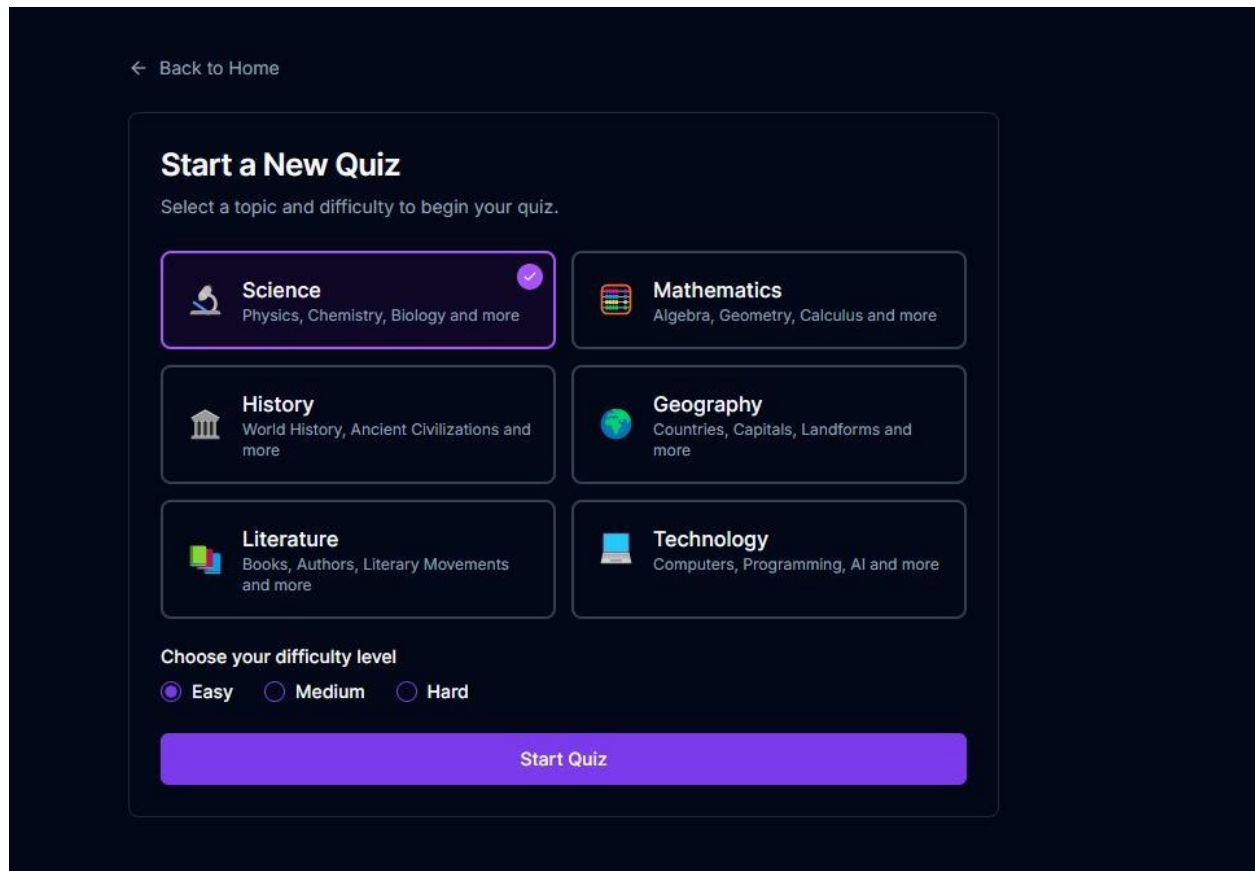 Back to Home
Start a New Quiz
Select a topic and difficulty to begin your quiz.
Science
Physics, Chemistry, Biology and more
Mathematics
Algebra, Geometry, Calculus and more
History
World History, Ancient Civilizations and
more
Geography
Countries, Capitals, Landforms and
more
Literature
Books, Authors, Literary Movements
and more
Technology
Computers, Programming, AI and more
Choose your difficulty level
Easy Medium Hard
Start Quiz